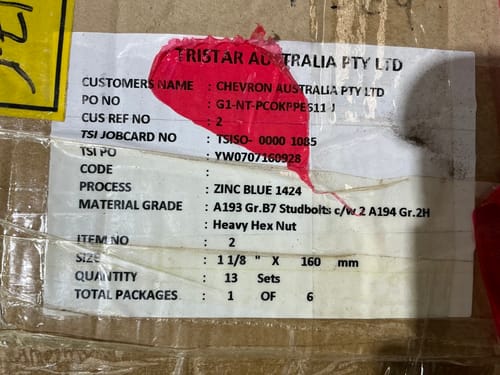 TRISTAR AUSTRALIA PTY LTD
CUSTOMERS NAME : CHEVRON AUSTRALIA PTY LTD
PO NO : G1-NT-PCOKPPE611
CUS REF NO : 2
TSI JOBCARD NO : TSISO- 0000 1085
TSI PO : YW0707160928
CODE :
PROCESS : ZINC BLUE 1424
MATERIAL GRADE : A193 Gr.B7 Studbolts c/w 2 A194 Gr.2H
: Heavy Hex Nut
ITEM NO : 2
SIZE : 1 1/8 " X 160 mm
QUANTITY : 13 Sets
TOTAL PACKAGES : 1 OF 6